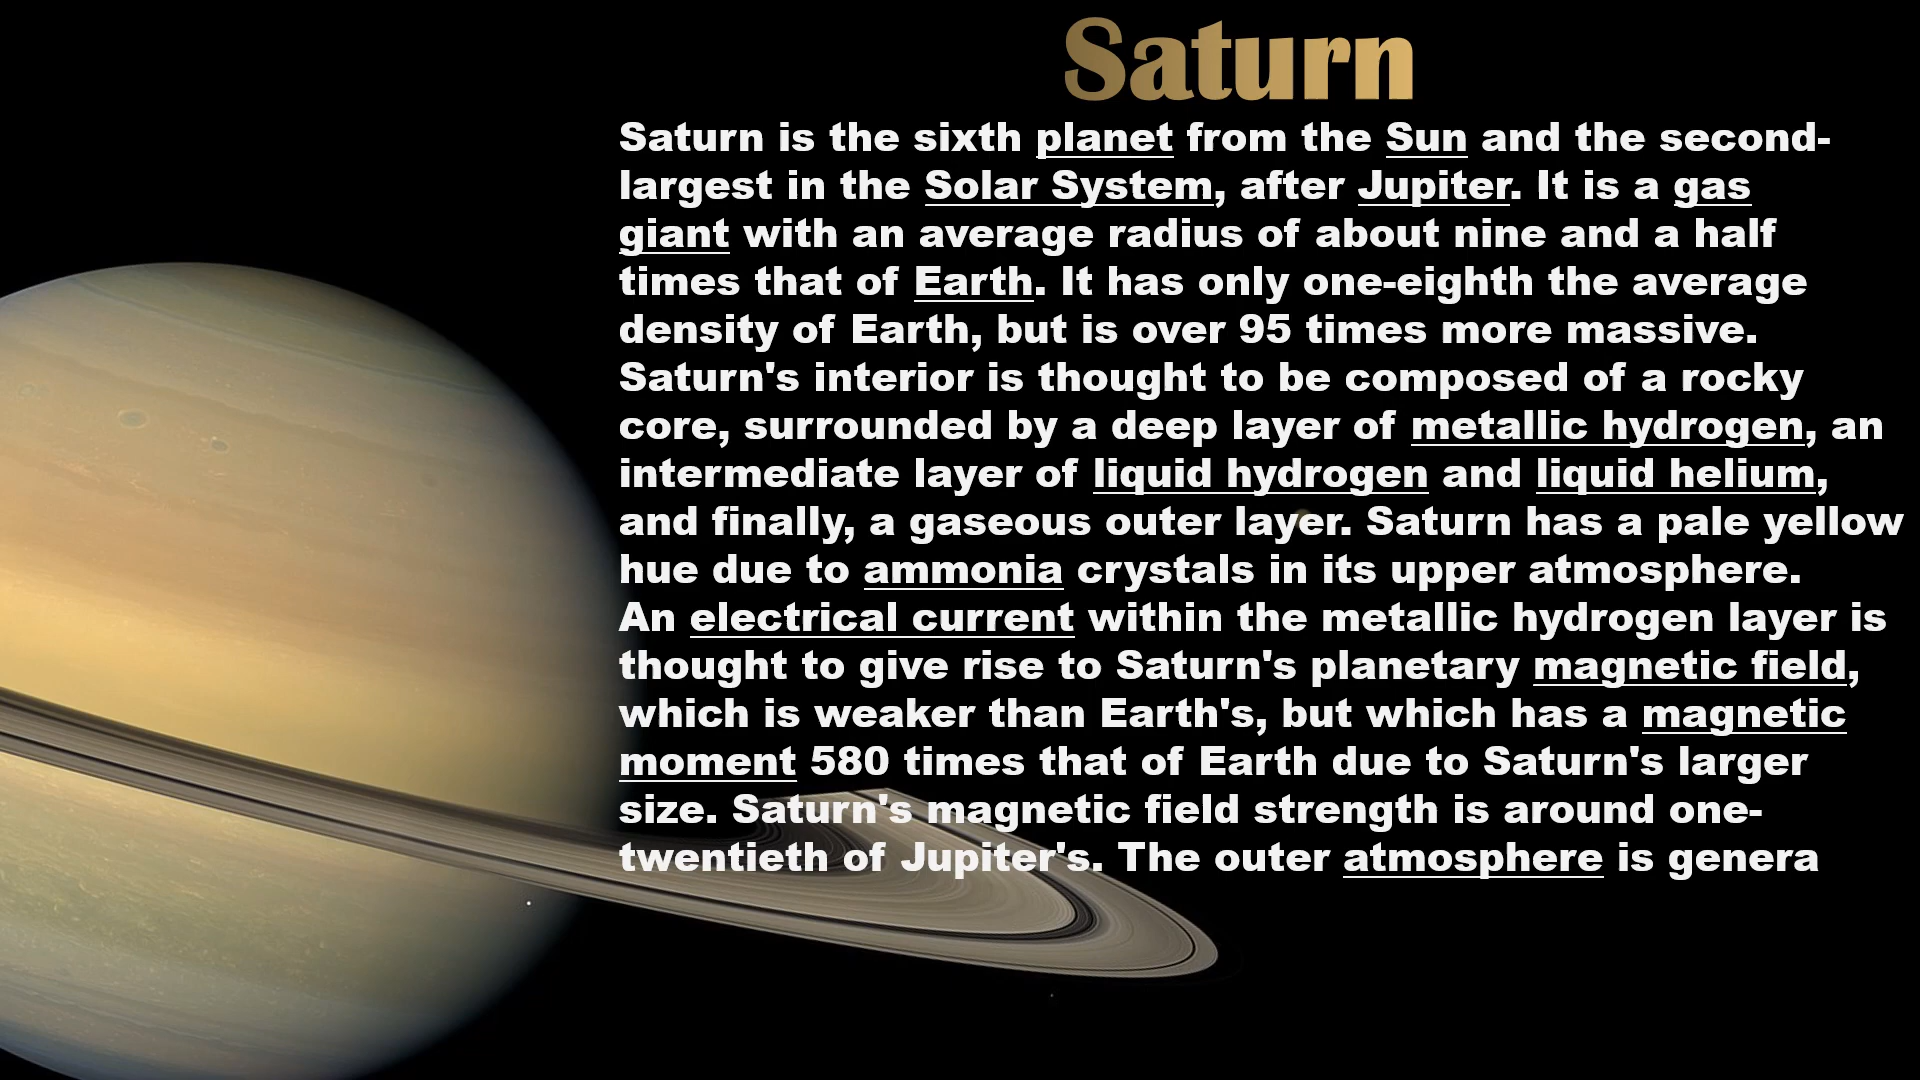 Saturn
Saturn is the sixth planet from the Sun and the second-
largest in the Solar System, after Jupiter. It is a gas
giant with an average radius of about nine and a half
times that of Earth. It has only one-eighth the average
density of Earth, but is over 95 times more massive.
Saturn's interior is thought to be composed of a rocky
core, surrounded by a deep layer of metallic hydrogen, an
intermediate layer of liquid hydrogen and liquid helium,
and finally, a gaseous outer layer. Saturn has a pale yellow
hue due to ammonia crystals in its upper atmosphere.
An electrical current within the metallic hydrogen layer is
thought to give rise to Saturn's planetary magnetic field,
which is weaker than Earth's, but which has a magnetic
moment 580 times that of Earth due to Saturn's larger
size. Saturn's magnetic field strength is around one-
twentieth of Jupiter's. The outer atmosphere is genera